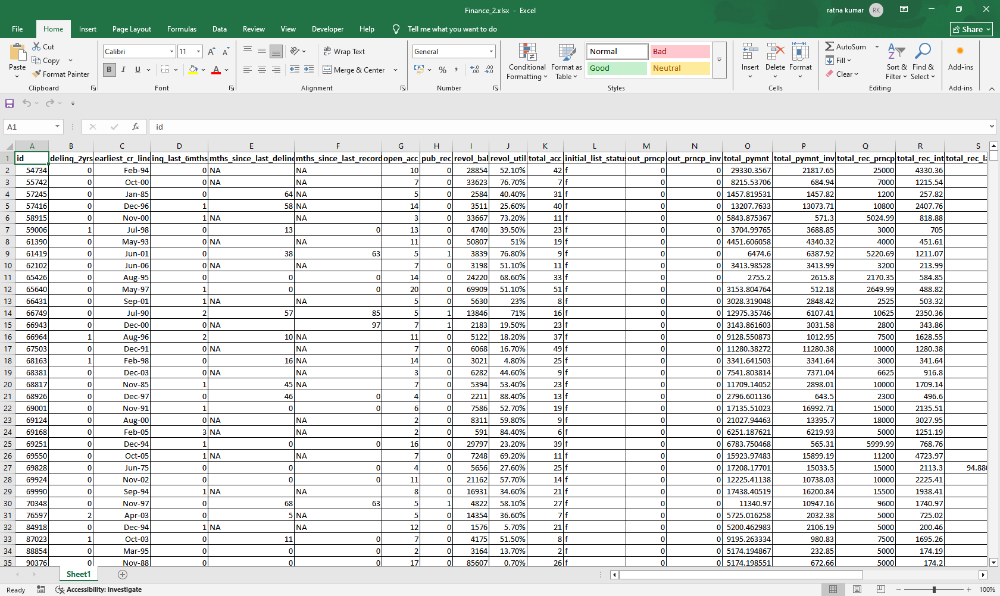 Finance_2.xlsx - Excel
ratna kumar RK
File Home Insert Page Layout Formulas Data Review View Developer Help Tell me what you want to do Share
Paste Cut Copy Format Painter Clipboard
Calibri 11 A A B I U A Font
Wrap Text Merge & Center Alignment
General % , Number
Conditional Formatting Format as Table Normal Bad Good Neutral Styles
Insert Delete Format Cells
AutoSum Fill Clear Sort & Filter Find & Select Editing
Add-ins Add-ins
A1 fx id
A B C D E F G H I J K L M N O P Q R S
1 id delinq_2yrs earliest_cr_line inq_last_6mths mths_since_last_delinq mths_since_last_record open_acc pub_rec revol_bal revol_util total_acc initial_list_status out_prncp out_prncp_inv total_pymnt total_pymnt_inv total_rec_prncp total_rec_int total_rec_la
2 54734 0 Feb-94 0 NA NA 10 0 28854 52.10% 42 f 0 0 29330.3567 21817.65 25000 4330.36
3 55742 0 Oct-00 0 NA NA 7 0 33623 76.70% 7 f 0 0 8215.53706 684.94 7000 1215.54
4 57245 0 Jan-85 0 64 NA 5 0 2584 40.40% 31 f 0 0 1457.819531 1457.82 1200 257.82
5 57416 0 Dec-96 1 58 NA 14 0 3511 25.60% 40 f 0 0 13207.7633 13073.71 10800 2407.76
6 58915 0 Nov-00 1 NA NA 3 0 33667 73.20% 11 f 0 0 5843.875367 571.3 5024.99 818.88
7 59006 1 Jul-98 0 13 0 13 0 4740 39.50% 23 f 0 0 3704.99765 3688.85 3000 705
8 61390 0 May-93 0 NA NA 11 0 50807 51% 19 f 0 0 4451.606058 4340.32 4000 451.61
9 61419 0 Jun-01 0 38 63 5 1 3839 76.80% 9 f 0 0 6474.6 6387.92 5220.69 1211.07
10 62102 0 Jun-06 0 NA NA 7 0 3198 51.10% 11 f 0 0 3413.98528 3413.99 3200 213.99
11 65426 0 Aug-95 0 0 0 14 0 24220 68.60% 33 f 0 0 2755.2 2615.8 2170.35 584.85
12 65640 0 May-97 1 0 0 20 0 69909 51.10% 51 f 0 0 3153.804764 512.18 2649.99 488.82
13 66431 0 Sep-01 1 NA NA 5 0 5630 23% 8 f 0 0 3028.319048 2848.42 2525 503.32
14 66749 0 Jul-90 2 57 85 5 1 13846 71% 16 f 0 0 12975.35746 6107.41 10625 2350.36
15 66943 0 Dec-00 0 NA 97 7 1 2183 19.50% 23 f 0 0 3143.861603 3031.58 2800 343.86
16 66964 1 Aug-96 2 10 NA 11 0 5122 18.20% 37 f 0 0 9128.550873 1012.95 7500 1628.55
17 67503 0 Dec-91 0 NA NA 7 0 6068 16.70% 49 f 0 0 11280.38272 11280.38 10000 1280.38
18 68163 1 Feb-98 0 16 NA 14 0 3021 4.80% 25 f 0 0 3341.641503 3341.64 3000 341.64
19 68381 0 Dec-03 0 NA NA 3 0 6282 44.60% 9 f 0 0 7541.803814 7371.04 6625 916.8
20 68817 0 Nov-85 1 45 NA 7 0 5394 53.40% 23 f 0 0 11709.14052 2898.01 10000 1709.14
21 68926 0 Dec-97 0 46 0 4 0 2211 88.40% 13 f 0 0 2796.601136 643.5 2300 496.6
22 69001 0 Nov-91 1 0 0 6 0 7586 52.70% 19 f 0 0 17135.51023 16992.71 15000 2135.51
23 69124 0 Aug-00 0 NA NA 2 0 8311 59.80% 9 f 0 0 21027.94463 13395.7 18000 3027.95
24 69168 0 Feb-05 3 NA NA 2 0 591 84.40% 6 f 0 0 6251.187621 6219.93 5000 1251.19
25 69251 0 Dec-94 1 0 0 16 0 29797 23.20% 39 f 0 0 6783.750468 565.31 5999.99 768.76
26 69550 0 Oct-05 1 NA NA 7 0 7248 69.20% 11 f 0 0 15923.97483 15899.19 11200 4723.97
27 69828 0 Jun-75 0 0 0 4 0 5656 27.60% 25 f 0 0 17208.17701 15033.5 15000 2113.3 94.880
28 69924 0 Nov-02 0 0 0 11 0 21162 57.70% 14 f 0 0 12225.41138 10738.03 10000 2225.41
29 69990 0 Sep-94 1 NA NA 8 0 16931 34.60% 21 f 0 0 17438.40519 16200.84 15500 1938.41
30 70348 0 Nov-97 0 68 63 5 1 4822 58.10% 27 f 0 0 11340.97 10947.16 9600 1740.97
31 76597 2 Apr-03 0 5 NA 5 0 14354 36.60% 7 f 0 0 5725.016258 2032.38 5000 725.02
32 84918 0 Dec-94 1 NA NA 12 0 1576 5.70% 21 f 0 0 5200.462983 2106.19 5000 200.46
33 87023 1 Oct-03 0 11 0 7 0 4175 51.50% 8 f 0 0 9195.263334 980.83 7500 1695.26
34 88854 0 Mar-95 0 0 0 2 0 3164 13.70% 2 f 0 0 5174.194867 232.85 5000 174.19
35 90376 0 Nov-88 0 0 0 17 0 85607 0.70% 26 f 0 0 5174.198551 672.66 5000 174.2
Sheet1
Ready Accessibility: Investigate 100%